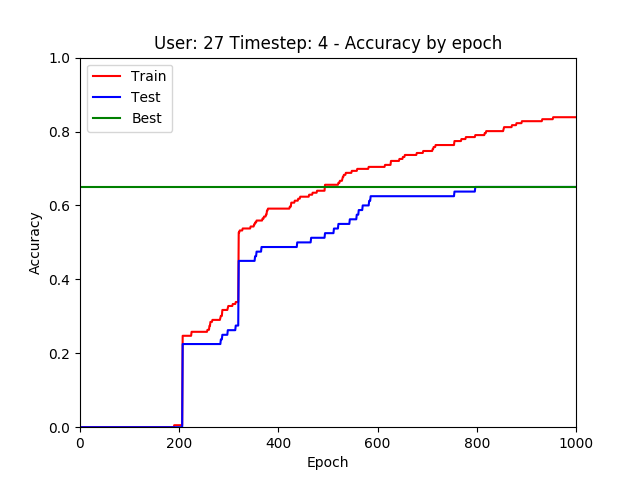 User: 27 Timestep: 4 - Accuracy by epoch
1.0
0.8
0.6
0.4
0.2
0.0
Accuracy
Train
Test
Best
0 200 400 600 800 1000
Epoch